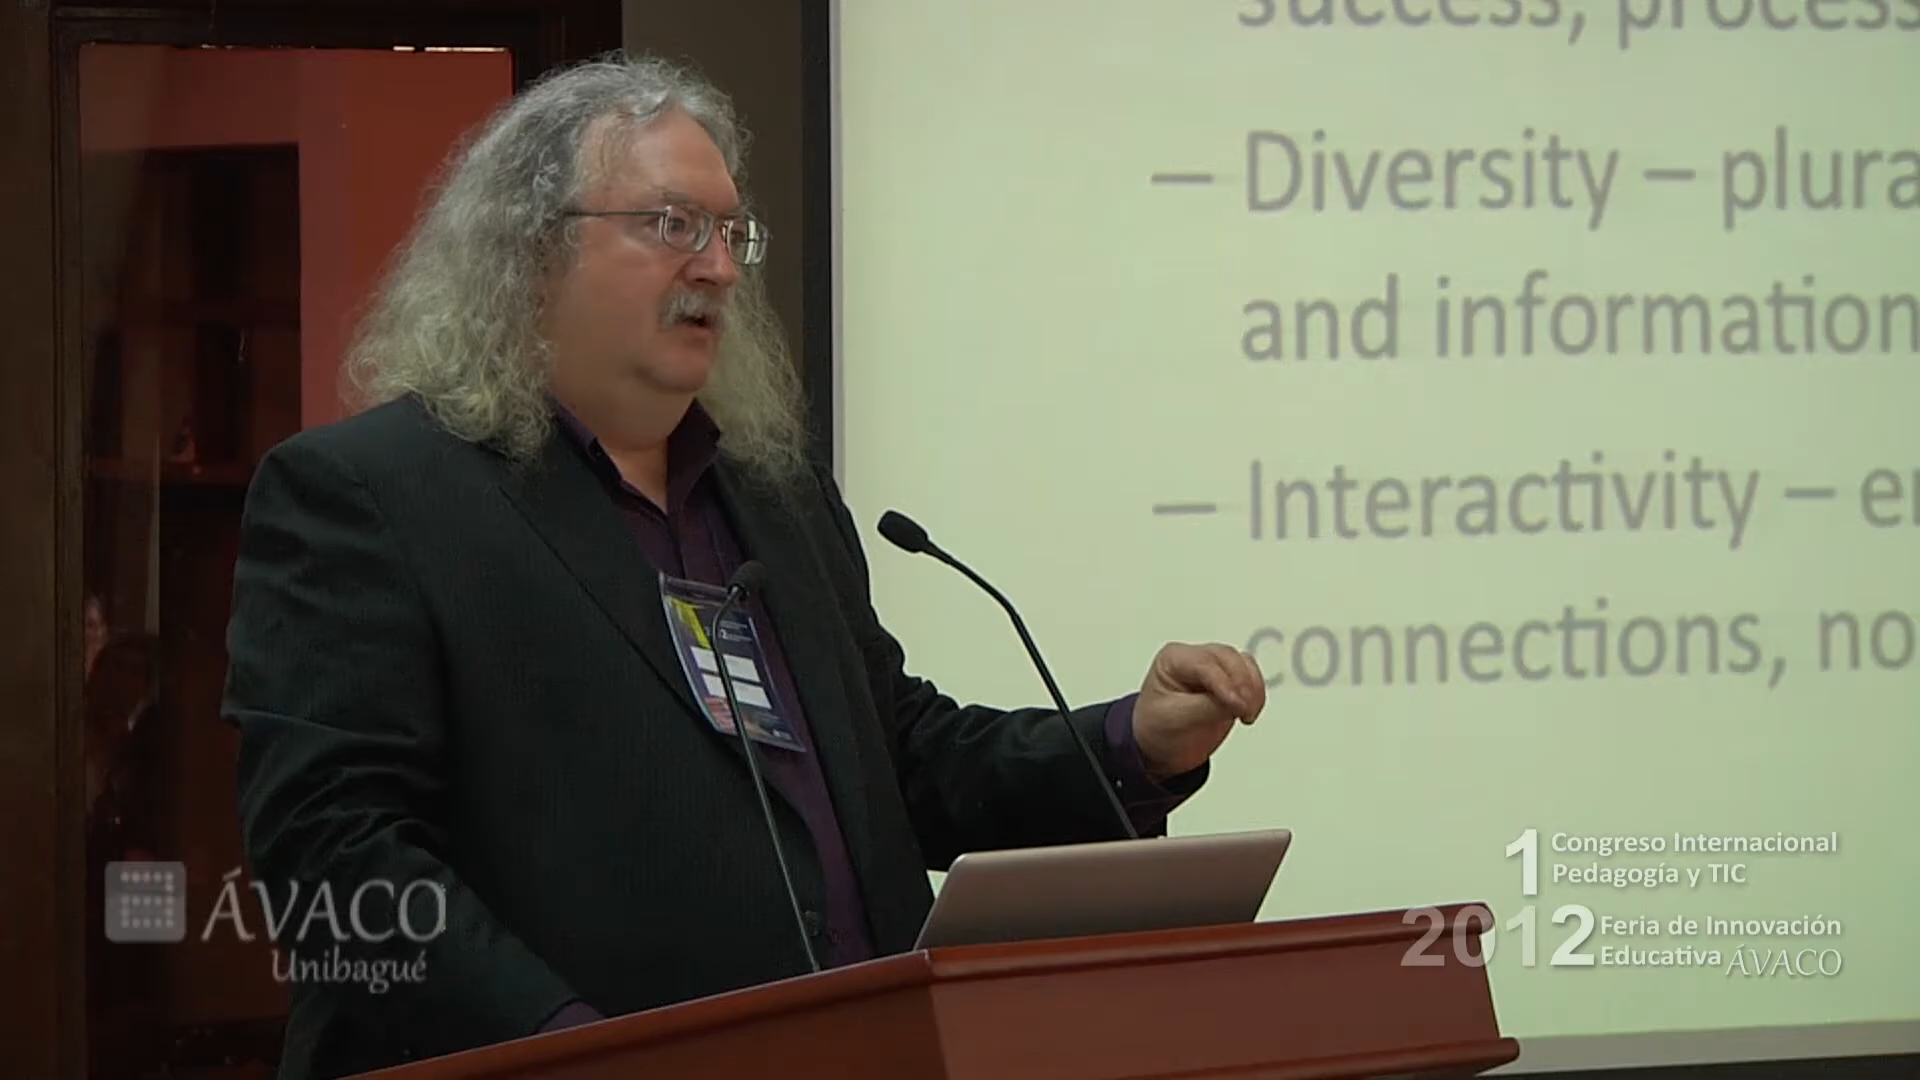 success, process
– Diversity – plura
and information
– Interactivity – e
connections, no
ÁVACO
Unibagué
1 Congreso Internacional
Pedagogía y TIC
2012 Feria de Innovación
Educativa ÁVACO